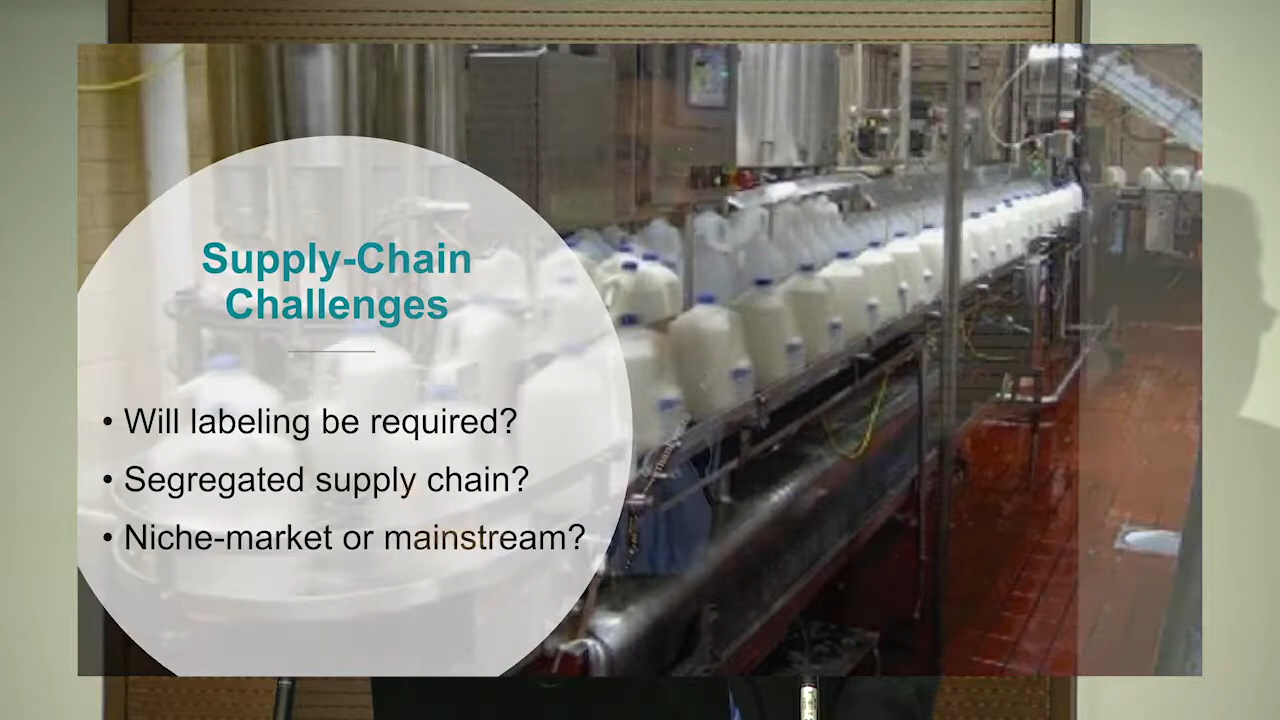 Supply-Chain
Challenges
• Will labeling be required?
• Segregated supply chain?
• Niche-market or mainstream?